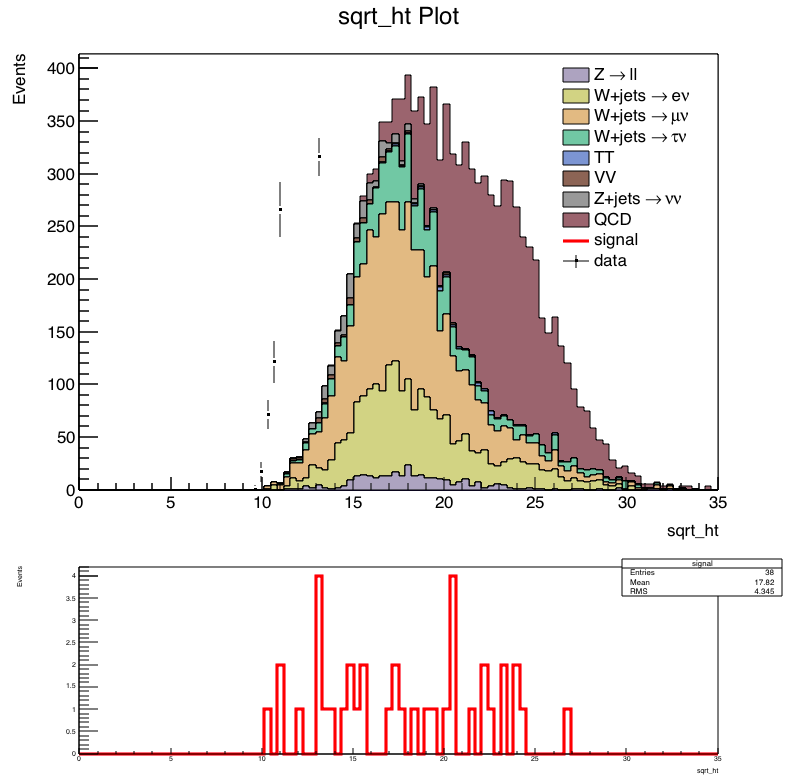 sqrt_ht Plot
Events
400
350
300
250
200
150
100
50
0
0 5 10 15 20 25 30 35
sqrt_ht
Z → ll
W+jets → eν
W+jets → μν
W+jets → τν
TT
VV
Z+jets → νν
QCD
signal
data
Events
4
3.5
3
2.5
2
1.5
1
0.5
0
0 5 10 15 20 25 30 35
sqrt_ht
signal
Entries 38
Mean 17.82
RMS 4.345